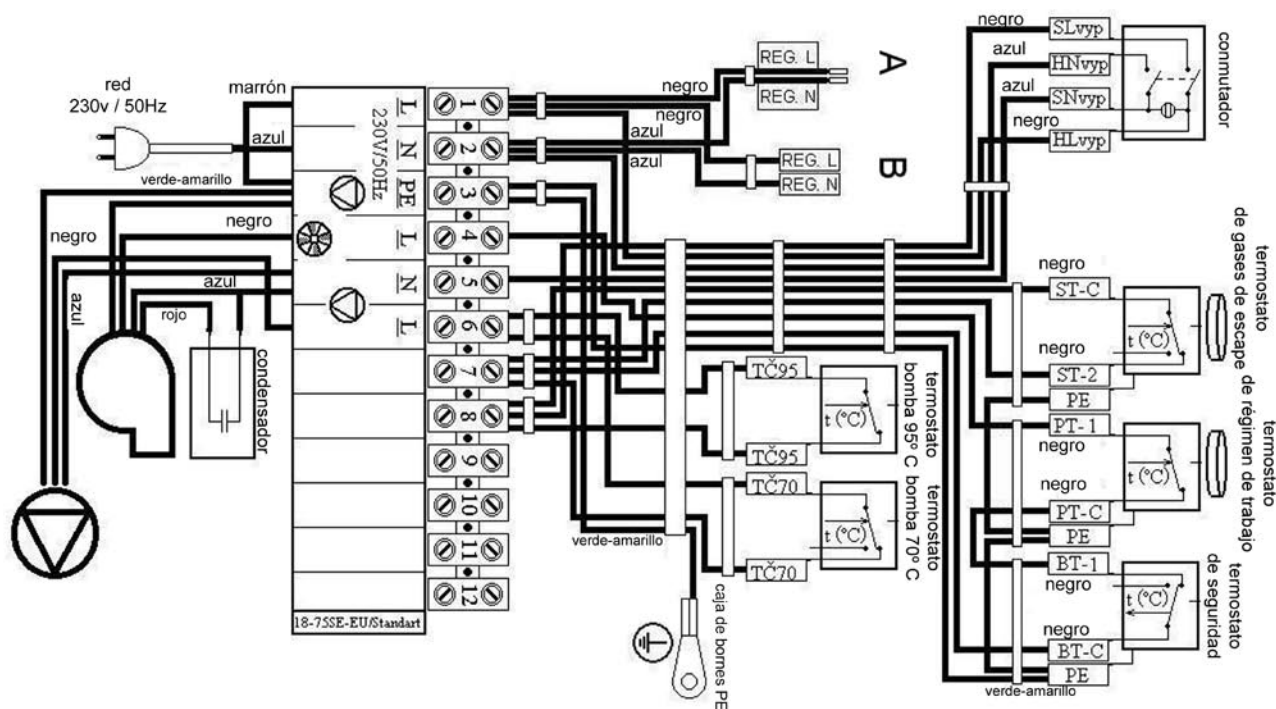 red
230v / 50Hz
marrón
azul
verde-amarillo
negro
negro
azul
rojo
azul
condensador
230V/50Hz
L
N
PE
L
N
L
1
2
3
4
5
6
7
8
9
10
11
12
18-75SE-EU/Standart
negro
negro
negro
azul
azul
REG. L
REG. N
A
REG. L
REG. N
B
negro
azul
azul
negro
SLvyp
HNvyp
SNvyp
HLvyp
conmutador
negro
ST-C
t (°C)
negro
ST-2
PE
termostato
de gases de escape
PT-1
negro
t (°C)
negro
PT-C
PE
termostato
de régimen de trabajo
BT-1
negro
t (°C)
negro
BT-C
PE
verde-amarillo
termostato
de seguridad
TČ95
t (°C)
TČ95
termostato
bomba 95º C
TČ70
t (°C)
TČ70
termostato
bomba 70º C
verde-amarillo
caja de bornes PE